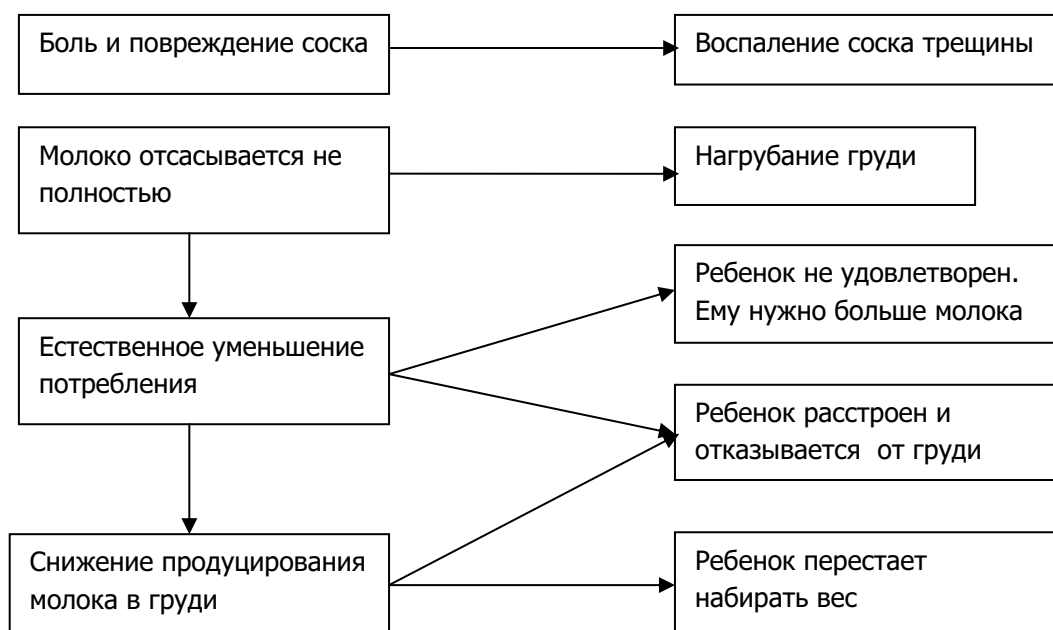 Боль и повреждение соска
Воспаление соска трещины
Молоко отсасывается не
полностью
Нагрубание груди
Ребенок не удовлетворен.
Ему нужно больше молока
Естественное уменьшение
потребления
Ребенок расстроен и
отказывается от груди
Снижение продуцирования
молока в груди
Ребенок перестает
набирать вес